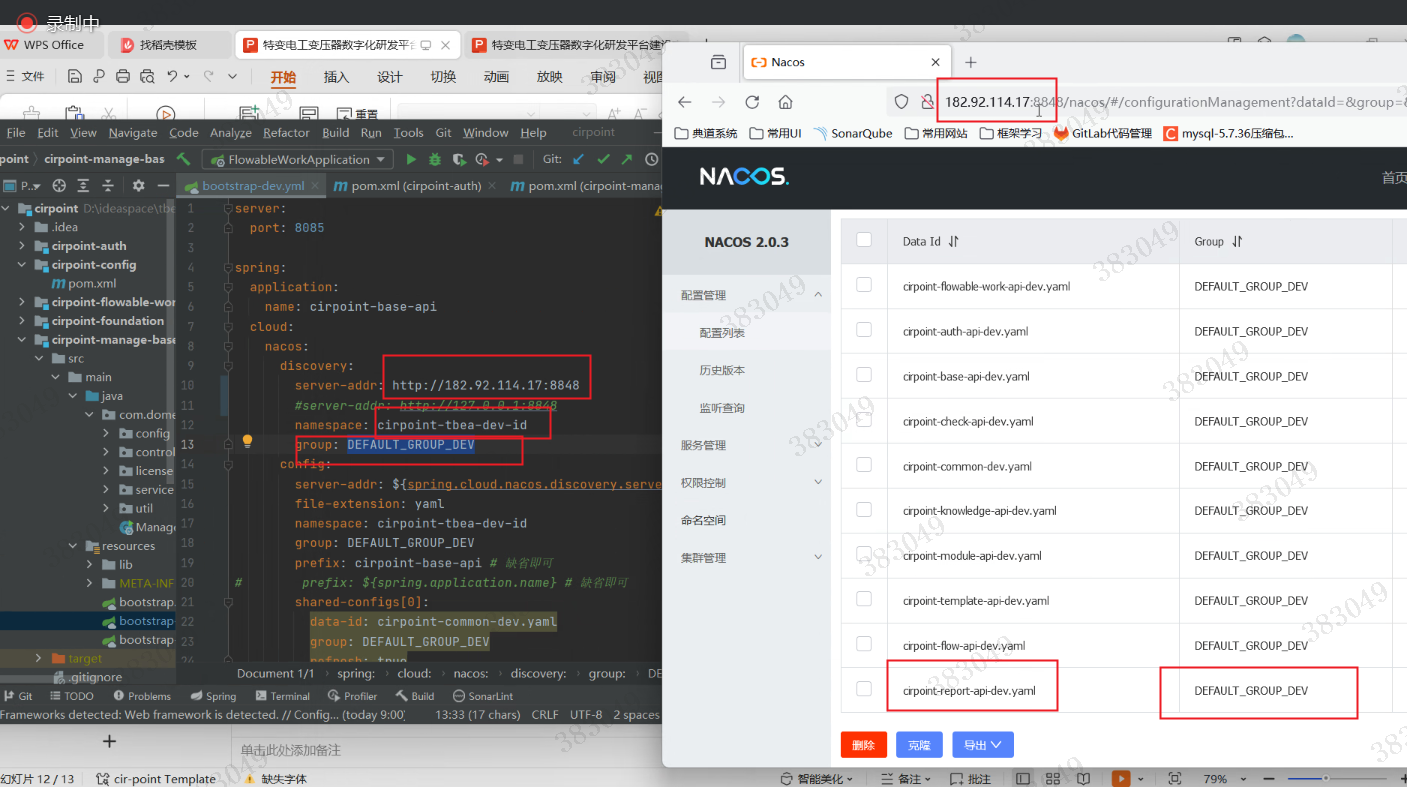 录制中
WPS Office
找稻壳模板
特变电工变压器数字化研发平台
特变电工变压器数字化研发平台建设
文件
开始
插入
设计
切换
动画
放映
审阅
视图
重置
File Edit View Navigate Code Analyze Refactor Build Run Tools Git Window Help cirpoint
point cirpoint-manage-bas
FlowableWorkApplication
Git:
P..
bootstrap-dev.yml
pom.xml (cirpoint-auth)
pom.xml (cirpoint-mana
cirpoint D:\ideaspace\tbe
.idea
cirpoint-auth
cirpoint-config
pom.xml
cirpoint-flowable-wor
cirpoint-foundation
cirpoint-manage-base
src
main
java
com.dome
config
control
license
service
util
Manage
resources
lib
META-INF
bootstrap
bootstrap-
bootstrap
target
.gitignore
1 server:
2 port: 8085
3
4 spring:
5 application:
6 name: cirpoint-base-api
7 cloud:
8 nacos:
9 discovery:
10 server-addr: http://182.92.114.17:8848
11 #server-addr: http://127.0.0.1:8848
12 namespace: cirpoint-tbea-dev-id
13 group: DEFAULT_GROUP_DEV
14 config:
15 server-addr: ${spring.cloud.nacos.discovery.serve
16 file-extension: yaml
17 namespace: cirpoint-tbea-dev-id
18 group: DEFAULT_GROUP_DEV
19 prefix: cirpoint-base-api # 缺省即可
20 # prefix: ${spring.application.name} # 缺省即可
21 shared-configs[0]:
22 data-id: cirpoint-common-dev.yaml
23 group: DEFAULT_GROUP_DEV
24 refresh: true
Document 1/1 spring: cloud: nacos: discovery: group: DE
Git TODO Problems Spring Terminal Profiler Build SonarLint
Frameworks detected: Web framework is detected. // Config... (today 9:00)
13:33 (17 chars) CRLF UTF-8 2 spaces
单击此处添加备注
幻灯片 12 / 13
cir-point Template
缺失字体
智能美化
备注
批注
79%
Nacos
182.92.114.17:8848/nacos/#/configurationManagement?dataId=&group=&
典道系统
常用UI
SonarQube
常用网站
框架学习
GitLab代码管理
mysql-5.7.36压缩包...
NACOS.
首页
NACOS 2.0.3
配置管理
配置列表
历史版本
监听查询
服务管理
权限控制
命名空间
集群管理
Data Id
Group
cirpoint-flowable-work-api-dev.yaml DEFAULT_GROUP_DEV
cirpoint-auth-api-dev.yaml DEFAULT_GROUP_DEV
cirpoint-base-api-dev.yaml DEFAULT_GROUP_DEV
cirpoint-check-api-dev.yaml DEFAULT_GROUP_DEV
cirpoint-common-dev.yaml DEFAULT_GROUP_DEV
cirpoint-knowledge-api-dev.yaml DEFAULT_GROUP_DEV
cirpoint-module-api-dev.yaml DEFAULT_GROUP_DEV
cirpoint-template-api-dev.yaml DEFAULT_GROUP_DEV
cirpoint-flow-api-dev.yaml DEFAULT_GROUP_DEV
cirpoint-report-api-dev.yaml DEFAULT_GROUP_DEV
删除
克隆
导出
383049